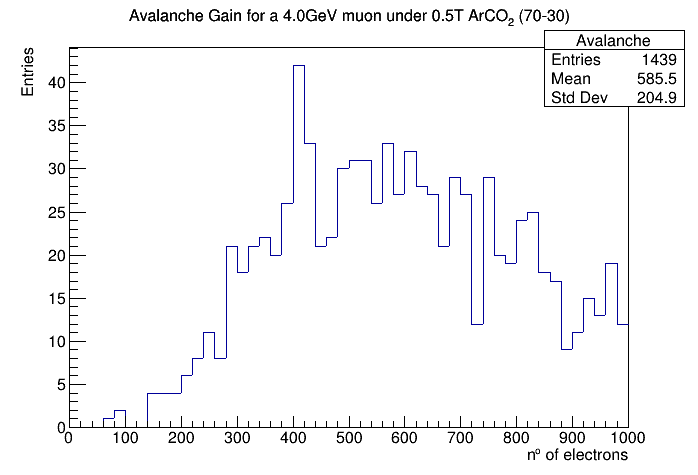 Avalanche Gain for a 4.0GeV muon under 0.5T ArCO2 (70-30)
Avalanche
Entries 1439
Mean 585.5
Std Dev 204.9
Entries
40
35
30
25
20
15
10
5
0
0 100 200 300 400 500 600 700 800 900 1000
nº of electrons